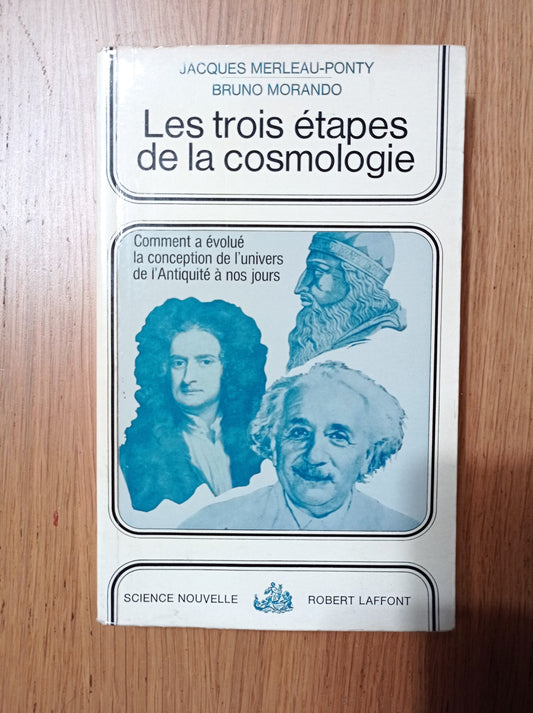 JACQUES MERLEAU-PONTY
BRUNO MORANDO
Les trois étapes
de la cosmologie
Comment a évolué
la conception de l'univers
de l'Antiquité à nos jours
SCIENCE NOUVELLE
ROBERT LAFFONT